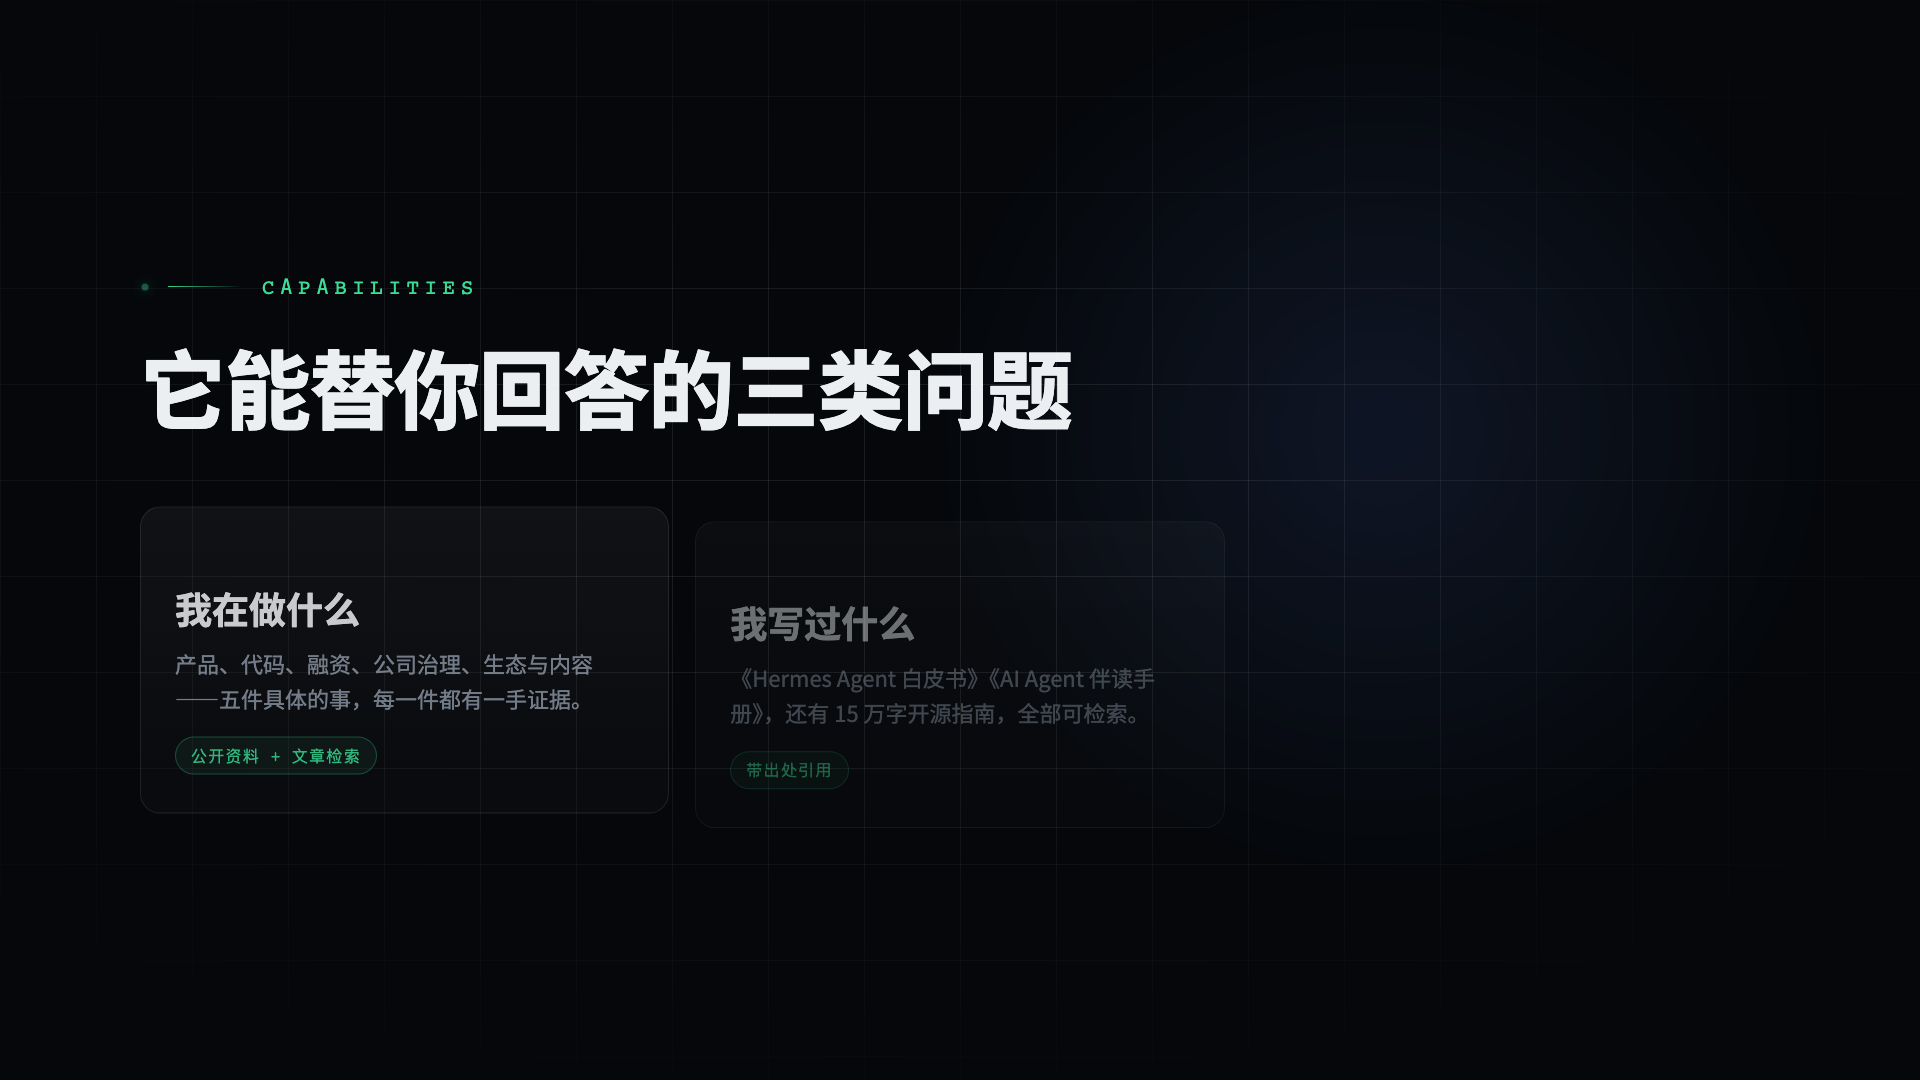 CAPABILITIES
它能替你回答的三类问题
我在做什么
产品、代码、融资、公司治理、生态与内容
——五件具体的事，每一件都有一手证据。
公开资料 + 文章检索
我写过什么
《Hermes Agent 白皮书》《AI Agent 伴读手
册》，还有 15 万字开源指南，全部可检索。
带出处引用